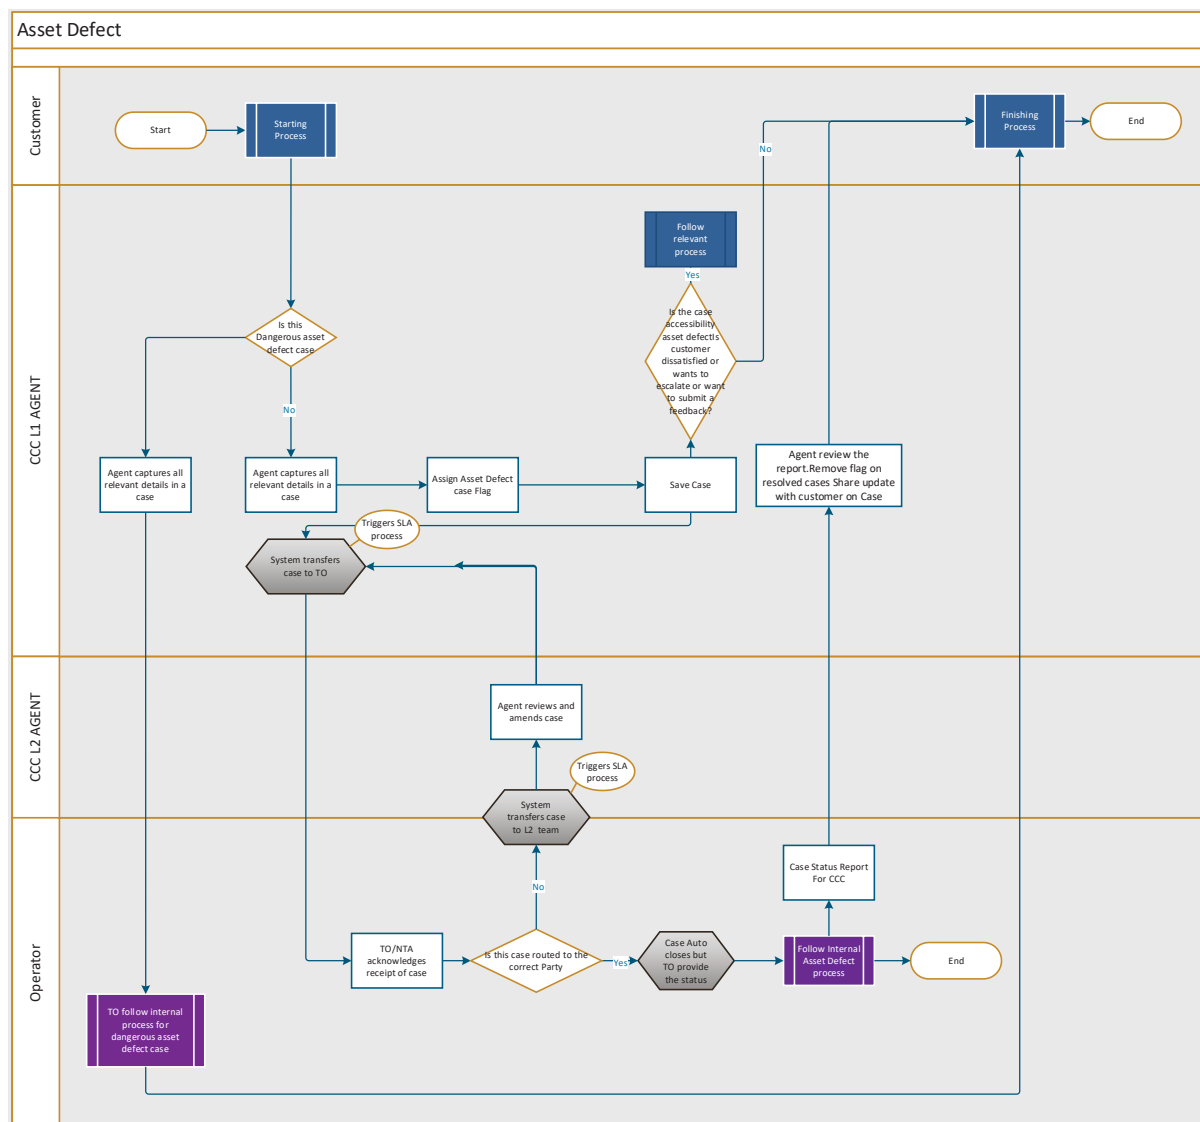 Asset Defect
Customer
Start
Starting
Process
Finishing
Process
End
No
CCC L1 AGENT
Follow
relevant
process
Yes
Is the case
accessibility
asset defectIs
customer
dissatisfied or
wants to
escalate or want
to submit a
feedback?
Is this
Dangerous asset
defect case
No
Agent captures all
relevant details in a
case
Agent captures all
relevant details in a
case
Assign Asset Defect
case Flag
Save Case
Agent review the
report.Remove flag on
resolved cases Share update
with customer on Case
Triggers SLA
process
System transfers
case to TO
CCC L2 AGENT
Agent reviews and
amends case
Triggers SLA
process
System
transfers case
to L2 team
Operator
No
Case Status Report
For CCC
TO/NTA
acknowledges
receipt of case
Is this case routed to the
correct Party
Yes
Case Auto
closes but
TO provide
the status
Follow Internal
Asset Defect
process
End
TO follow internal
process for
dangerous asset
defect case